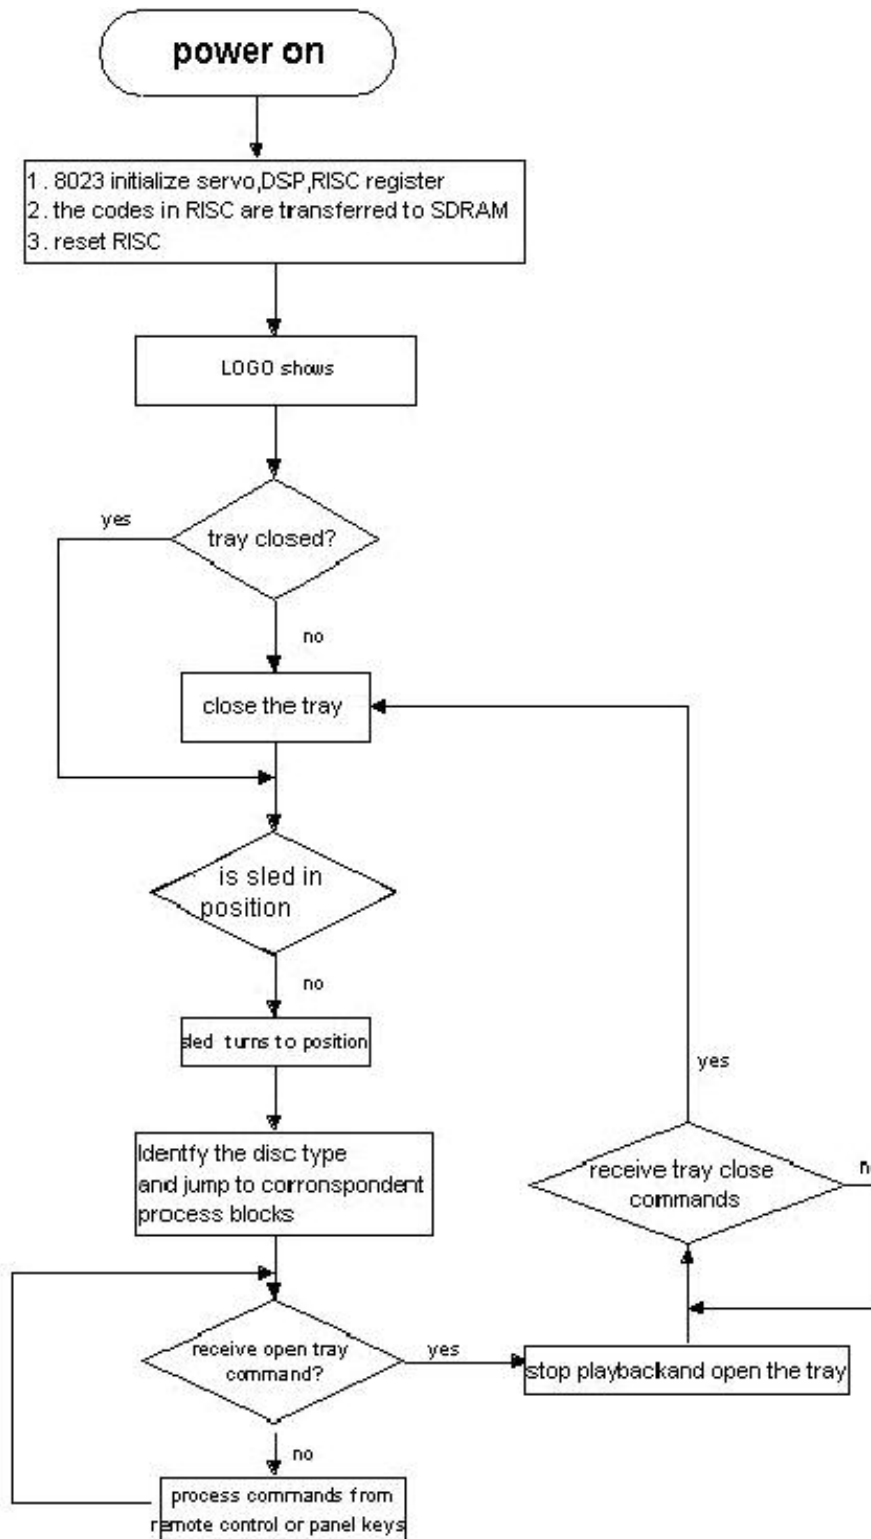 power on
1. 8023 initialize servo,DSP,RISC register
2. the codes in RISC are transferred to SDRAM
3. reset RISC
LOGO shows
yes
tray closed?
no
close the tray
is sled in
position
no
sled turns to position
yes
Identfy the disc type
and jump to corronspondent
process blocks
receive tray close
commands
receive open tray
command?
yes
stop playbackand open the tray
no
process commands from
remote control or panel keys